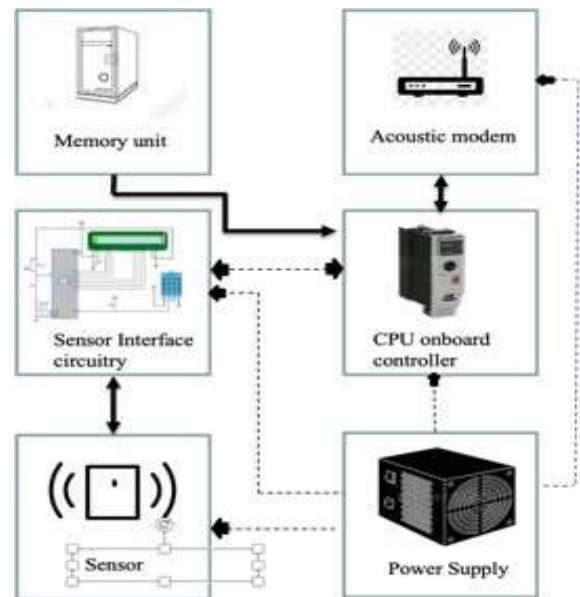 Memory unit
Acoustic modem
Sensor Interface
circuitry
CPU onboard
controller
Sensor
Power Supply